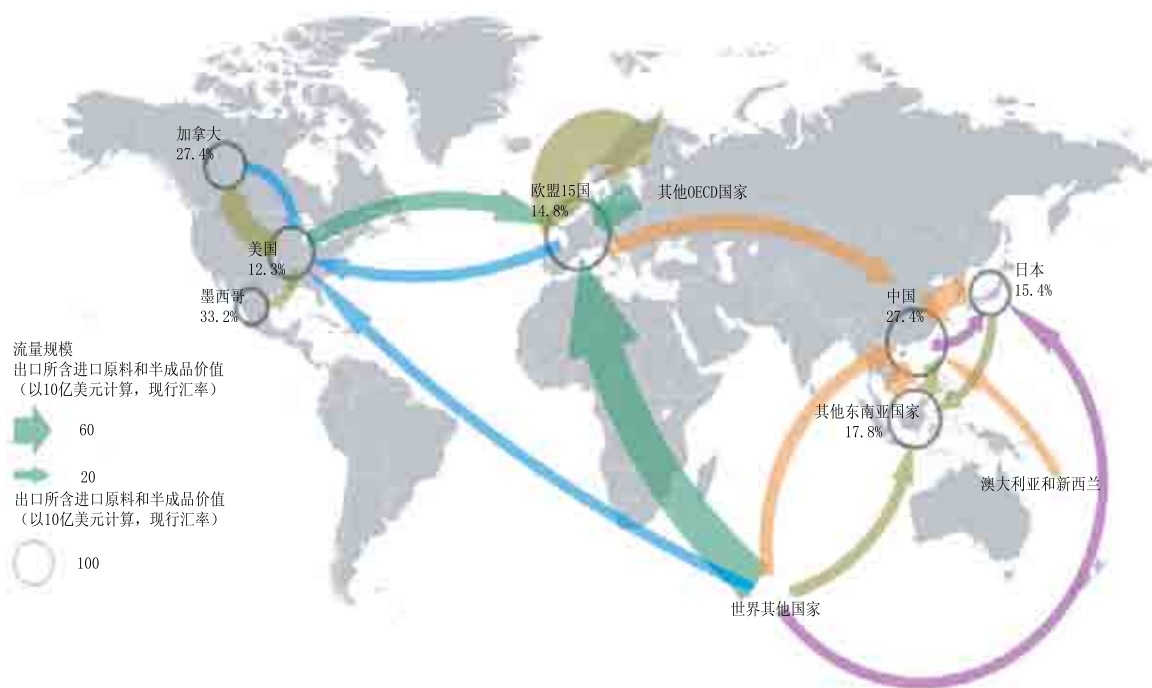 加拿大
27.4%
欧盟15国
14.8%
其他OECD国家
美国
12.3%
墨西哥
33.2%
日本
15.4%
中国
27.4%
其他东南亚国家
17.8%
澳大利亚和新西兰
世界其他国家
流量规模
出口所含进口原料和半成品价值
（以10亿美元计算，现行汇率）
60
20
出口所含进口原料和半成品价值
（以10亿美元计算，现行汇率）
100